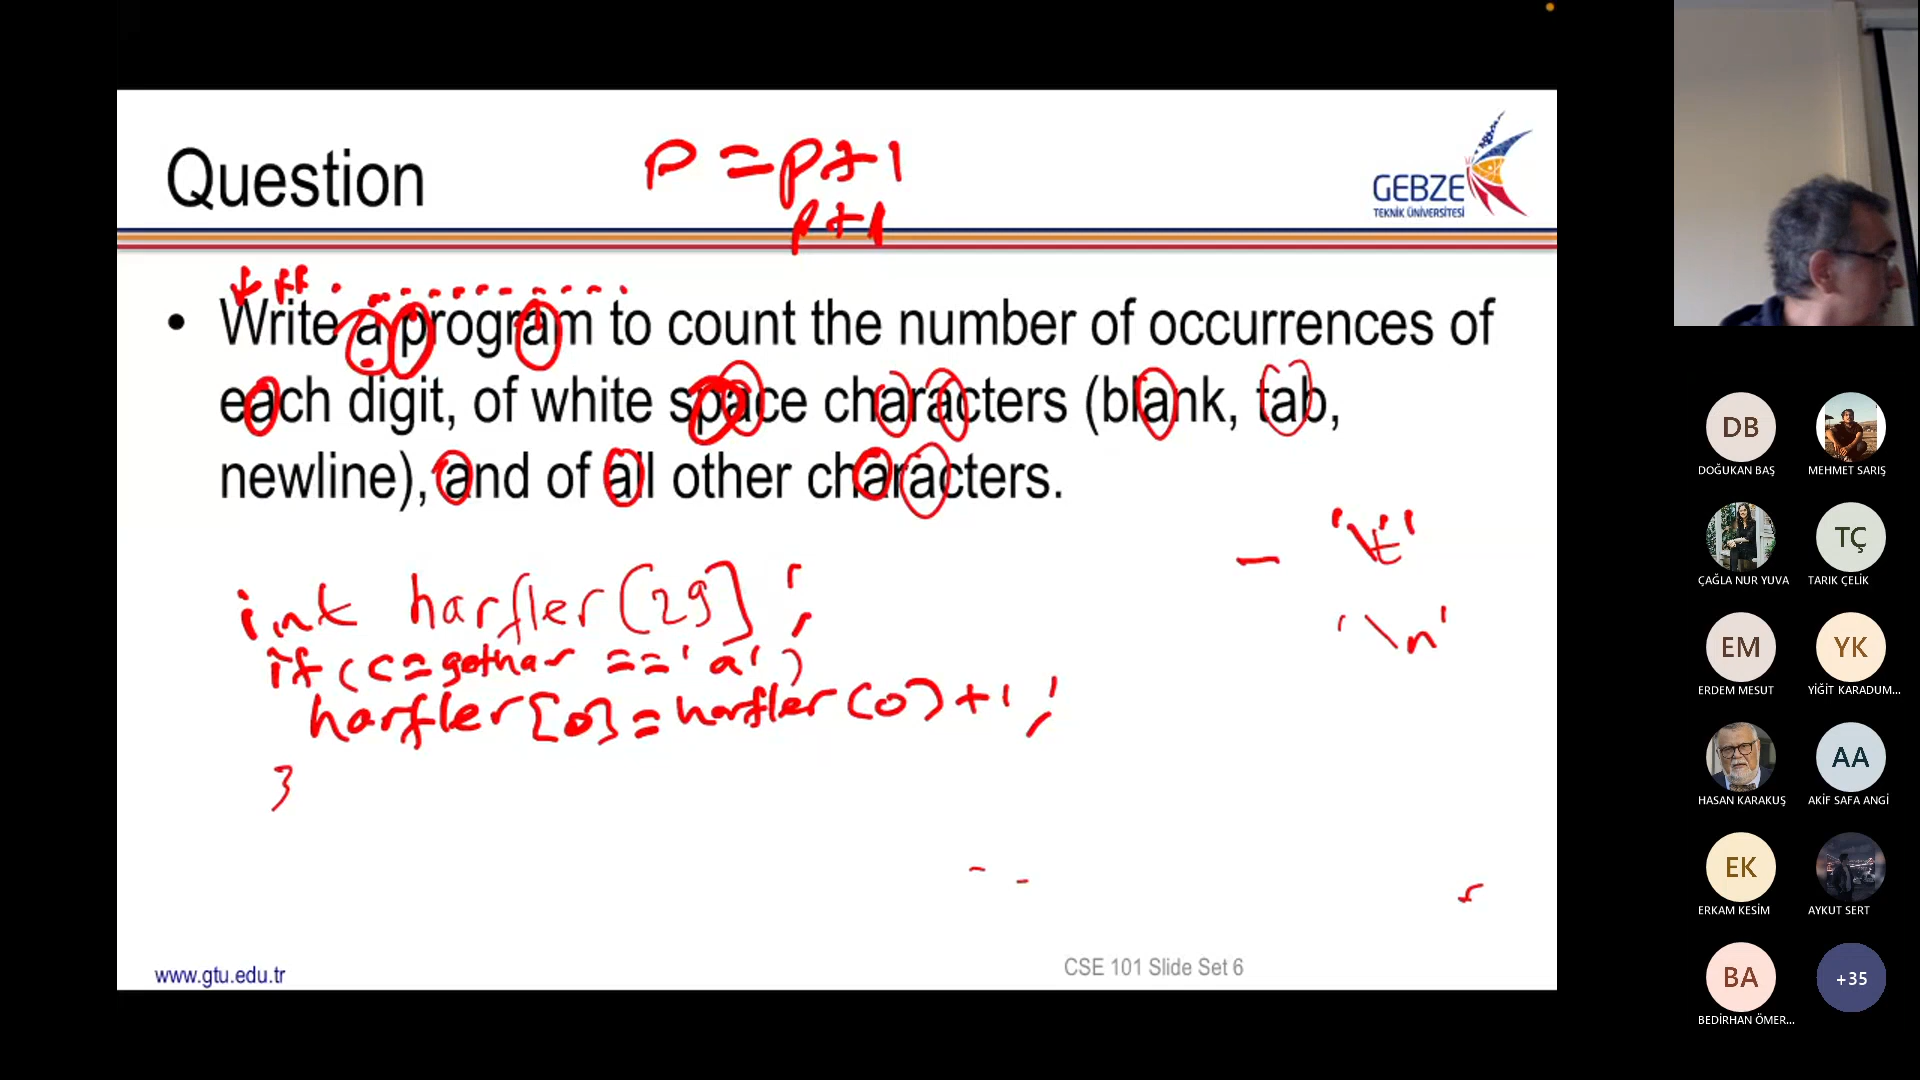 Question
P = p+1
p+1
GEBZE
TEKNİK ÜNİVERSİTESİ
• Write a program to count the number of occurrences of
each digit, of white space characters (blank, tab,
newline), and of all other characters.
- '\t'
'\n'
int harfler[29];
if (c=gethar == 'a')
harfler[0]=harfler(0)+1;
}
www.gtu.edu.tr
CSE 101 Slide Set 6
DB
DOĞUKAN BAŞ
MEHMET SARIŞ
ÇAĞLA NUR YUVA
TÇ
TARIK ÇELİK
EM
ERDEM MESUT
YK
YİĞİT KARADUM...
HASAN KARAKUŞ
AA
AKİF SAFA ANGİ
EK
ERKAM KESİM
AYKUT SERT
BA
BEDİRHAN ÖMER...
+35